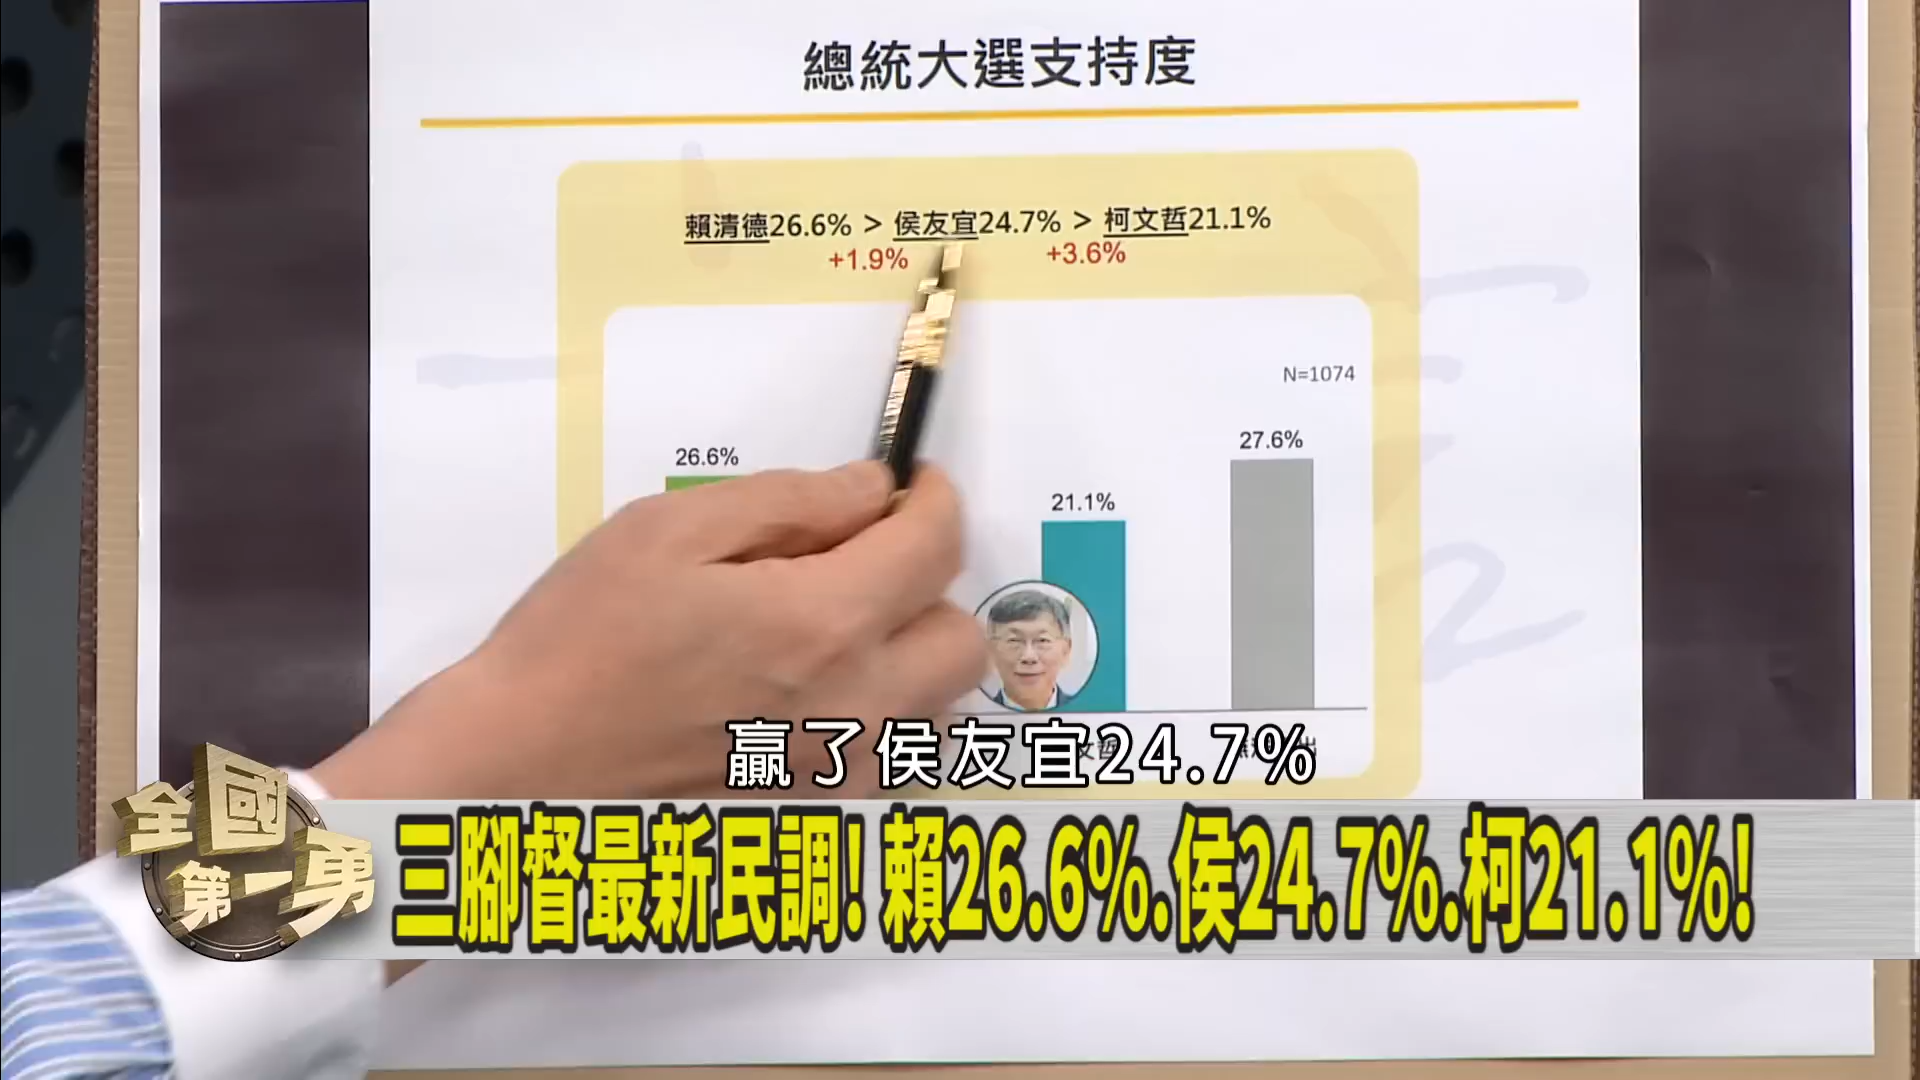 總統大選支持度
賴清德26.6% > 侯友宜24.7% > 柯文哲21.1%
+1.9%
+3.6%
N=1074
26.6%
21.1%
27.6%
贏了侯友宜24.7%
全國第一勇
三腳督最新民調! 賴26.6%.侯24.7%.柯21.1%!